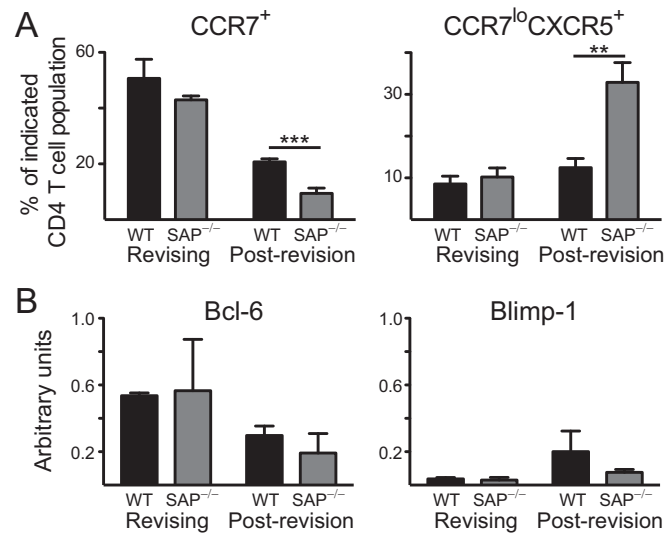 A
CCR7⁺
CCR7ˡᵒCXCR5⁺
% of indicated
CD4 T cell population
60
20
***
WT SAP⁻/⁻ WT SAP⁻/⁻
Revising Post-revision
30
10
**
WT SAP⁻/⁻ WT SAP⁻/⁻
Revising Post-revision
B
Bcl-6
Blimp-1
Arbitrary units
1.0
0.6
0.2
WT SAP⁻/⁻ WT SAP⁻/⁻
Revising Post-revision
1.0
0.6
0.2
WT SAP⁻/⁻ WT SAP⁻/⁻
Revising Post-revision